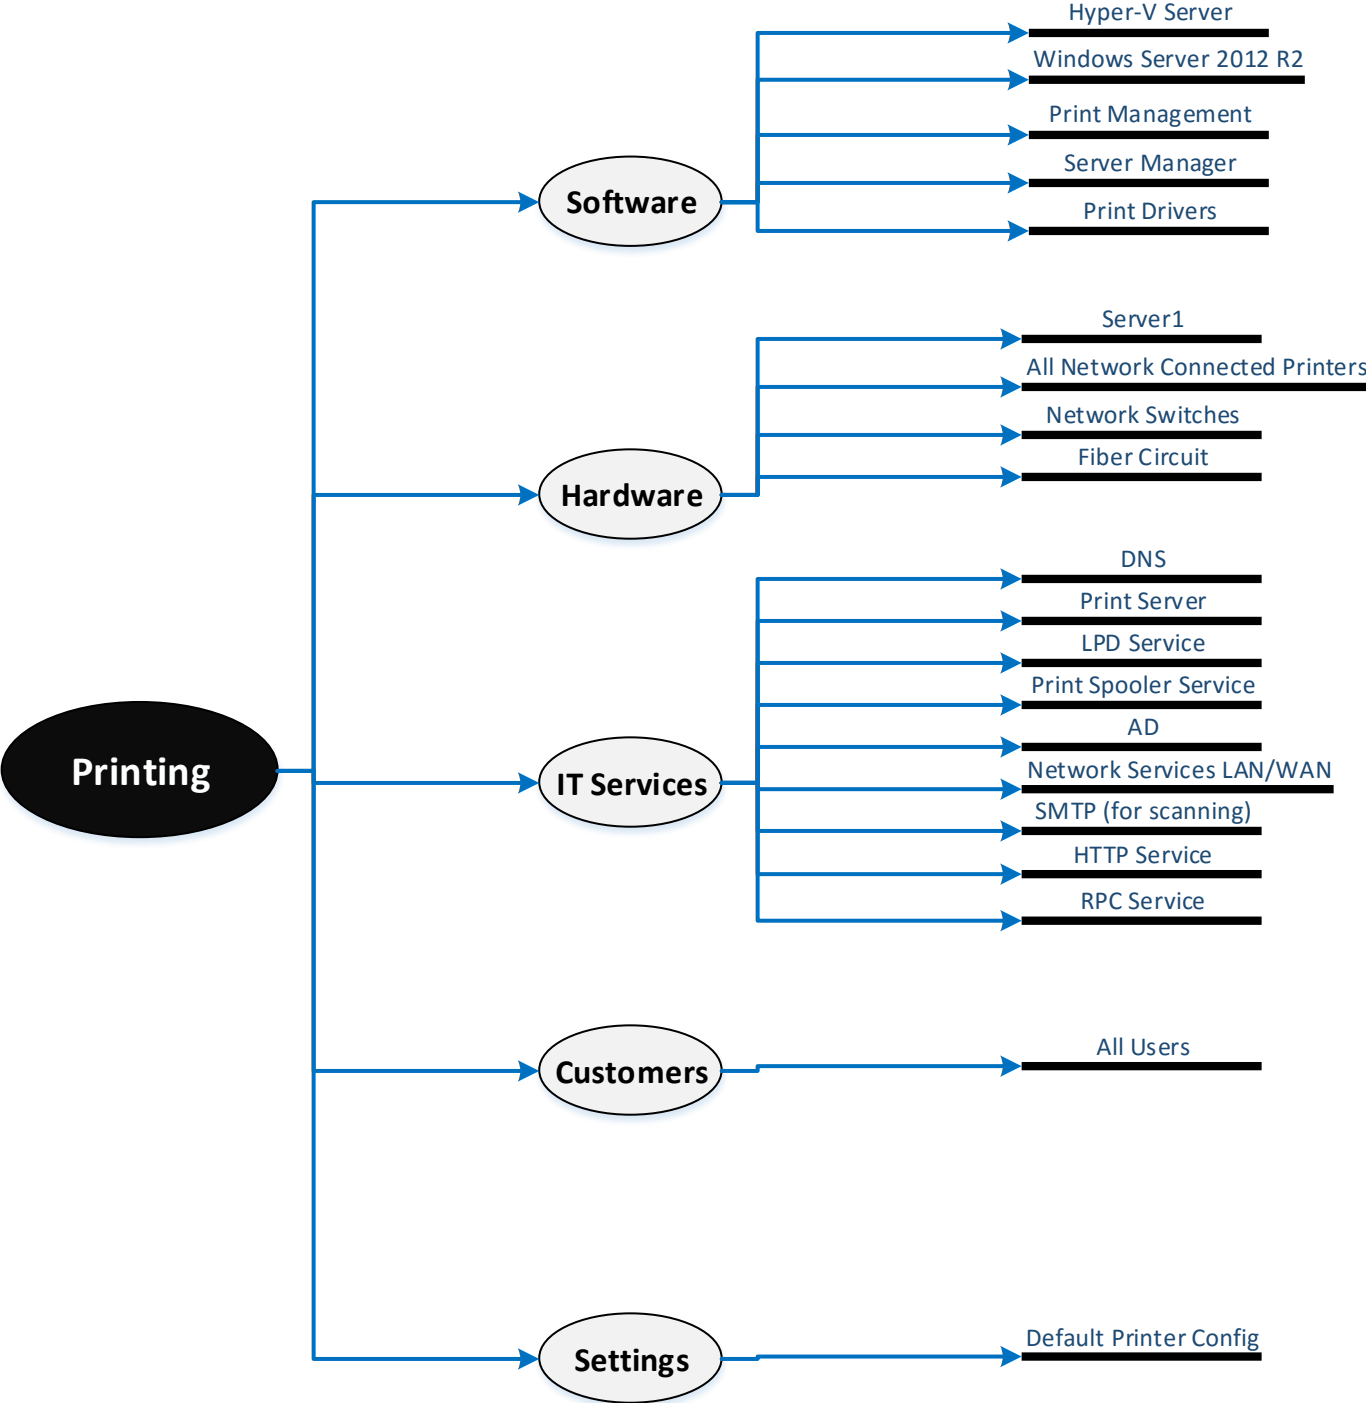 Hyper-V Server
Windows Server 2012 R2
Print Management
Server Manager
Print Drivers
Software
Server1
All Network Connected Printers
Network Switches
Fiber Circuit
Hardware
DNS
Print Server
LPD Service
Print Spooler Service
AD
Network Services LAN/WAN
SMTP (for scanning)
HTTP Service
RPC Service
IT Services
Printing
All Users
Customers
Default Printer Config
Settings